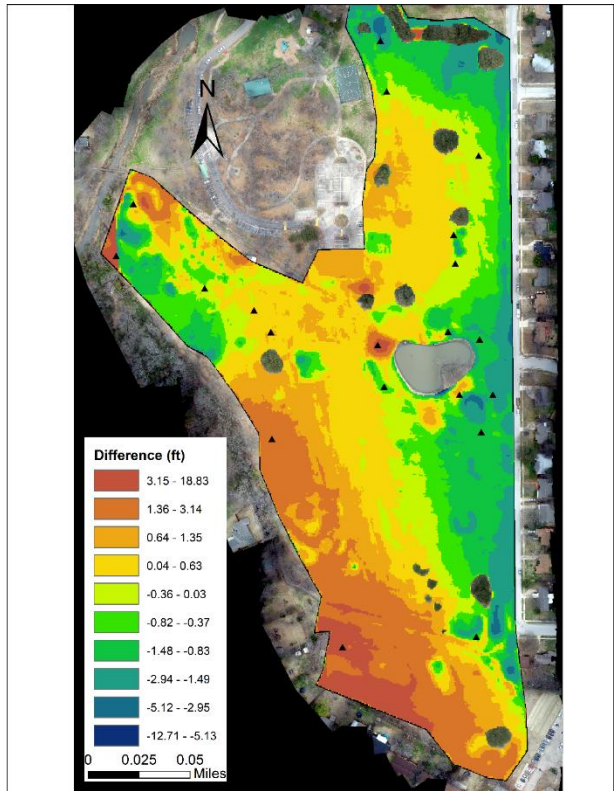 N
Difference (ft)
3.15 - 18.83
1.36 - 3.14
0.64 - 1.35
0.04 - 0.63
-0.36 - 0.03
-0.82 - -0.37
-1.48 - -0.83
-2.94 - -1.49
-5.12 - -2.95
-12.71 - -5.13
0 0.025 0.05
Miles